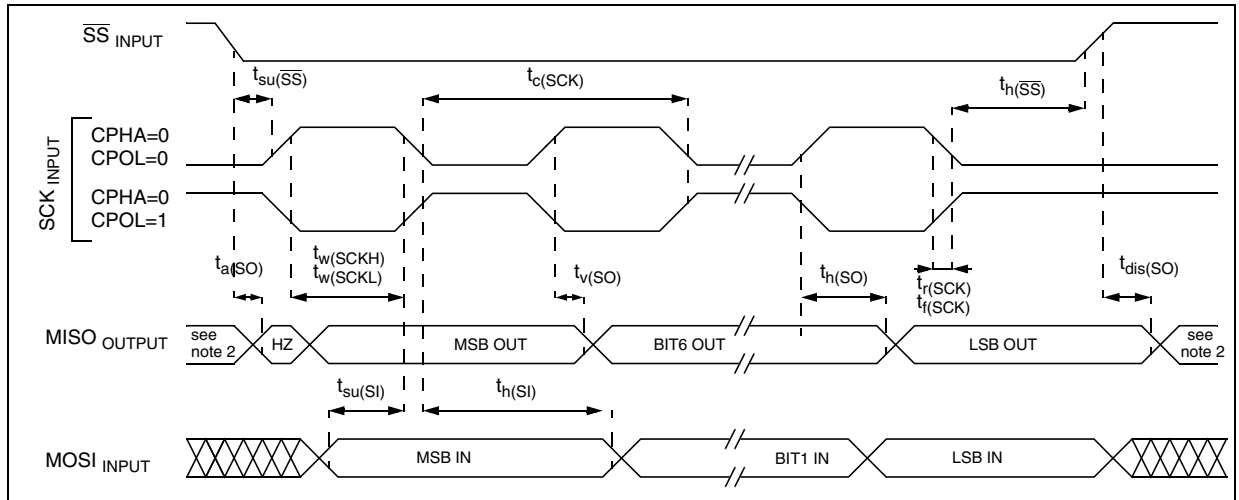 SS INPUT
tsu(SS)
tc(SCK)
th(SS)
SCK INPUT
CPHA=0
CPOL=0
CPHA=0
CPOL=1
ta(SO)
tw(SCKH)
tw(SCKL)
tv(SO)
th(SO)
tr(SCK)
tf(SCK)
tdis(SO)
MISO OUTPUT
see
note 2
HZ
MSB OUT
BIT6 OUT
LSB OUT
see
note 2
tsu(SI)
th(SI)
MOSI INPUT
MSB IN
BIT1 IN
LSB IN